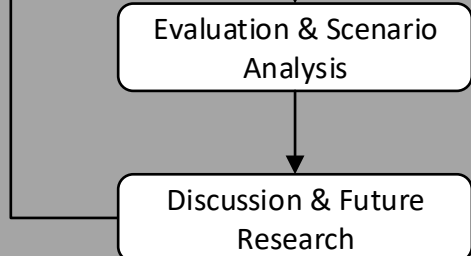 Evaluation & Scenario
Analysis
Discussion & Future
Research